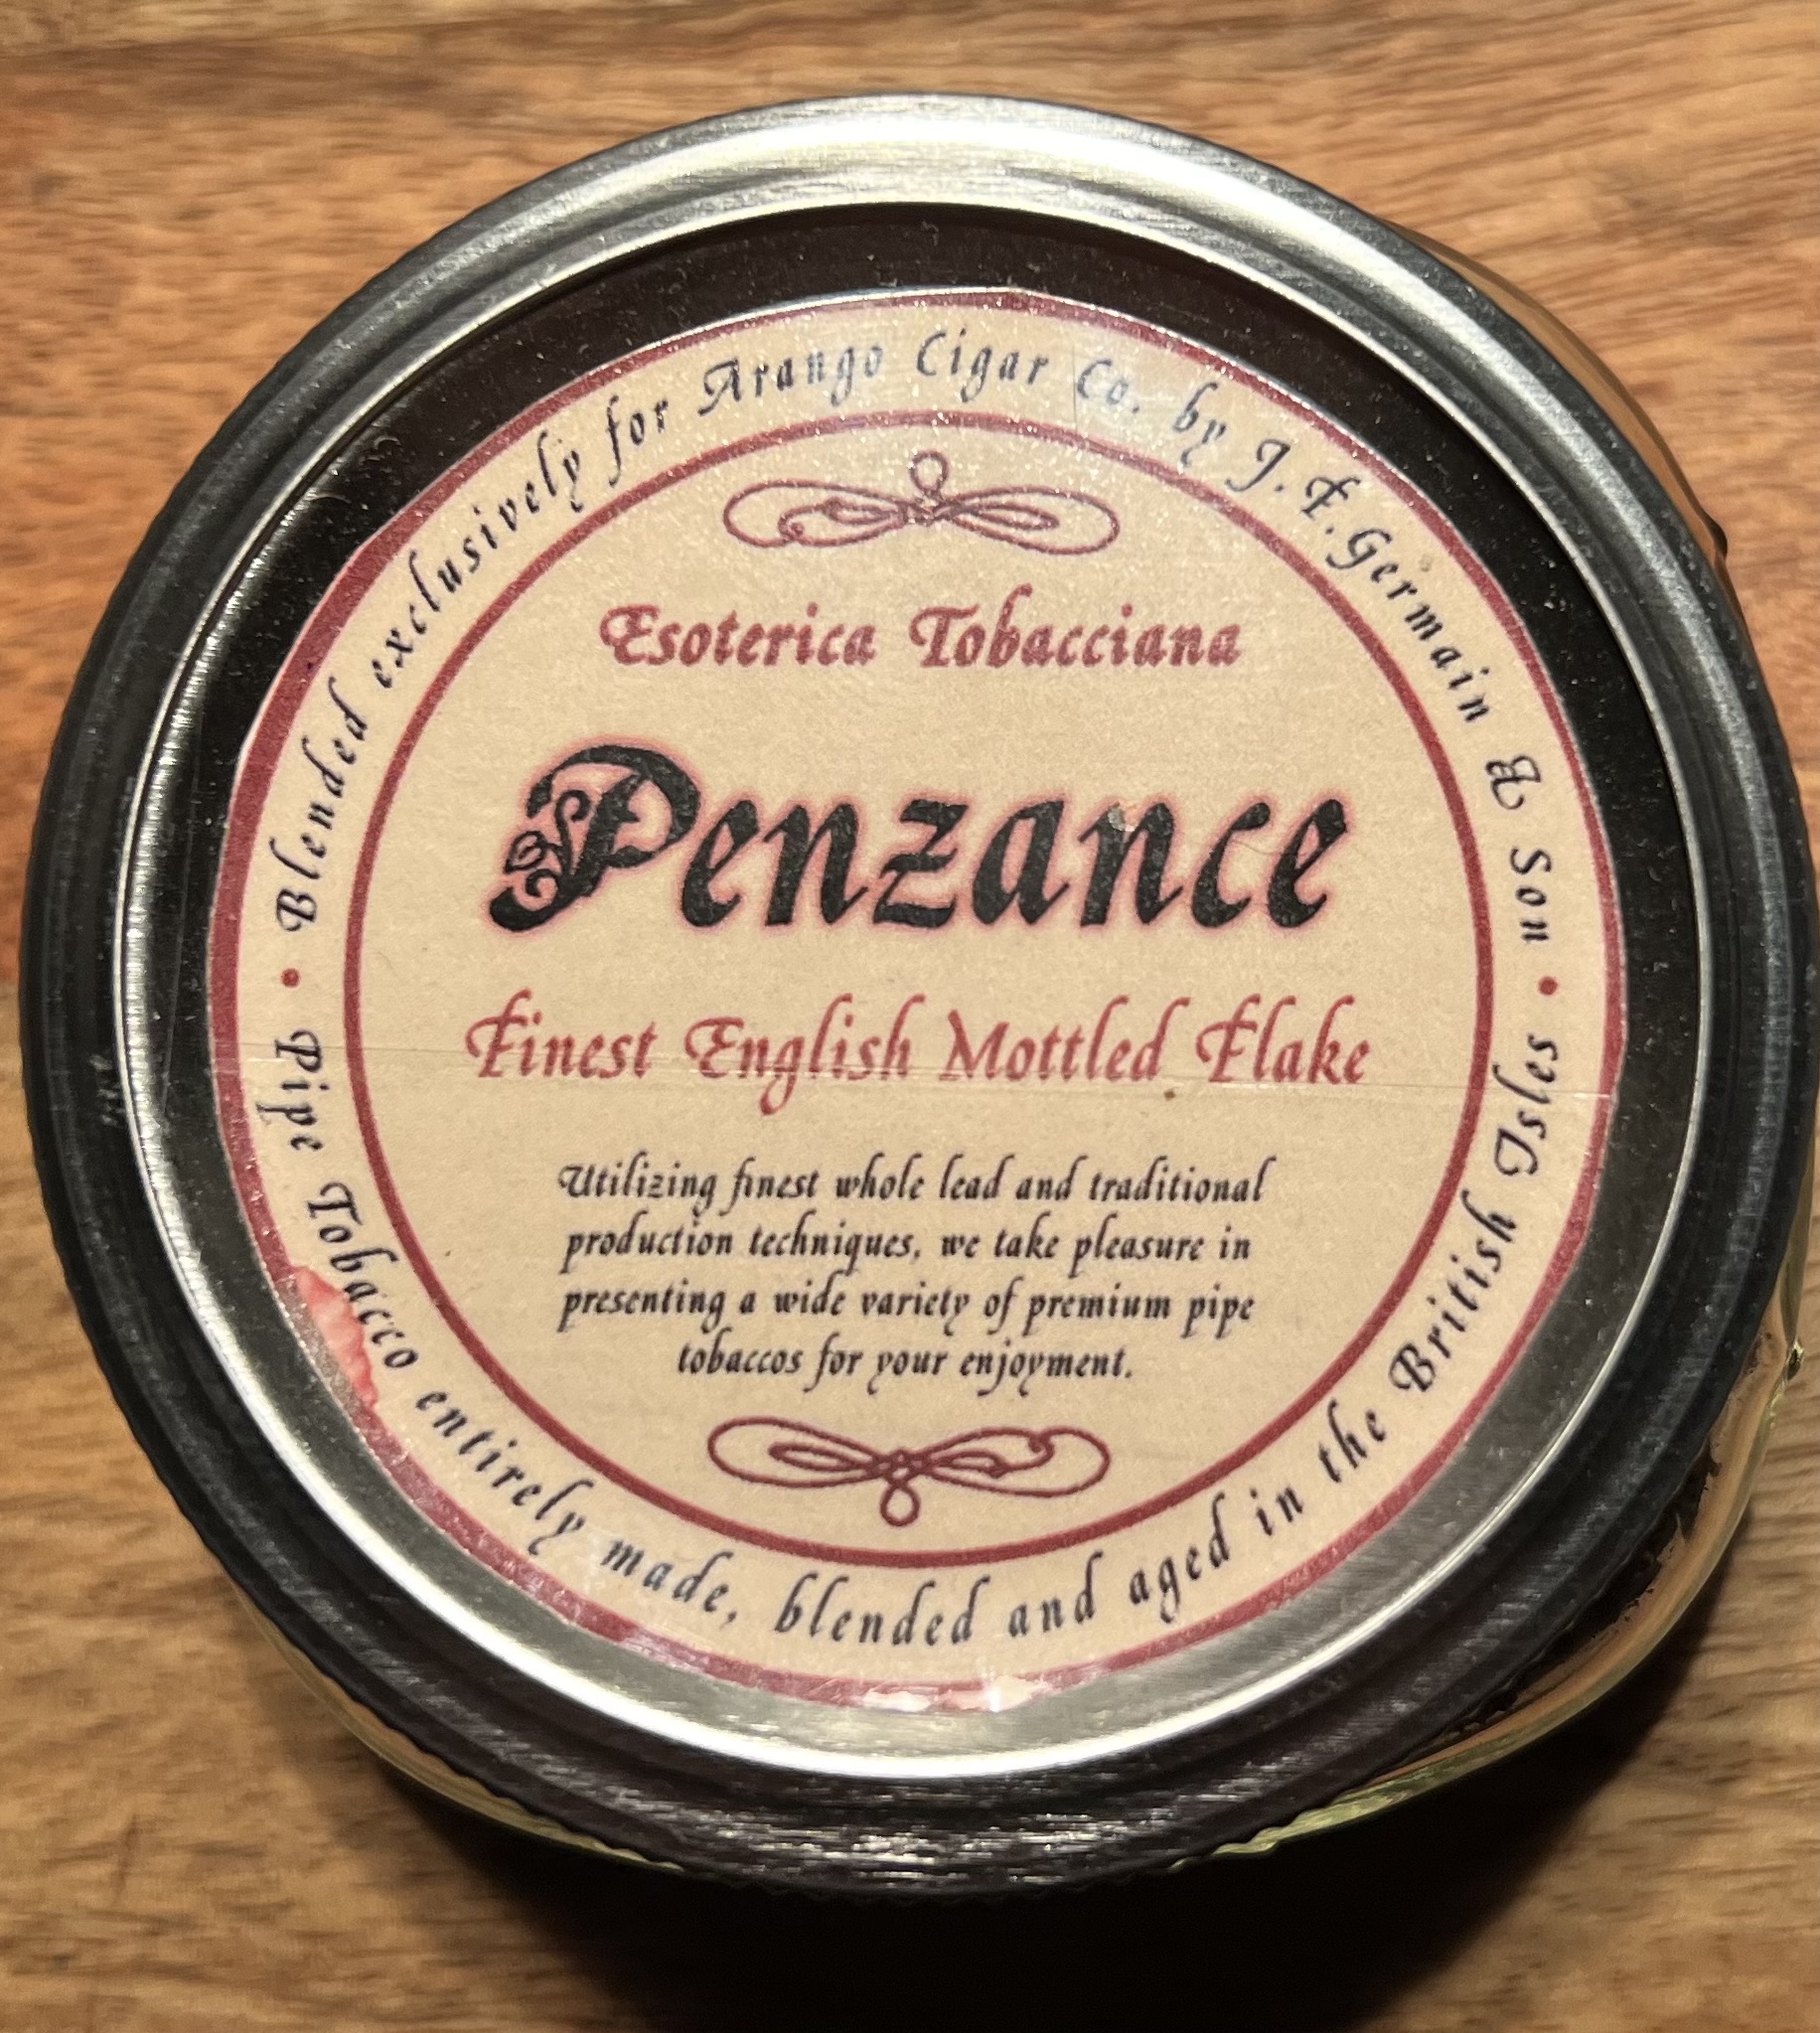 Blended exclusively for Arango Cigar Co. by J.F. Germain & Son
Esoterica Tobacciana
Penzance
Finest English Mottled Flake
Utilizing finest whole lead and traditional
production techniques, we take pleasure in
presenting a wide variety of premium pipe
tobaccos for your enjoyment.
Pipe Tobacco entirely made, blended and aged in the British Isles